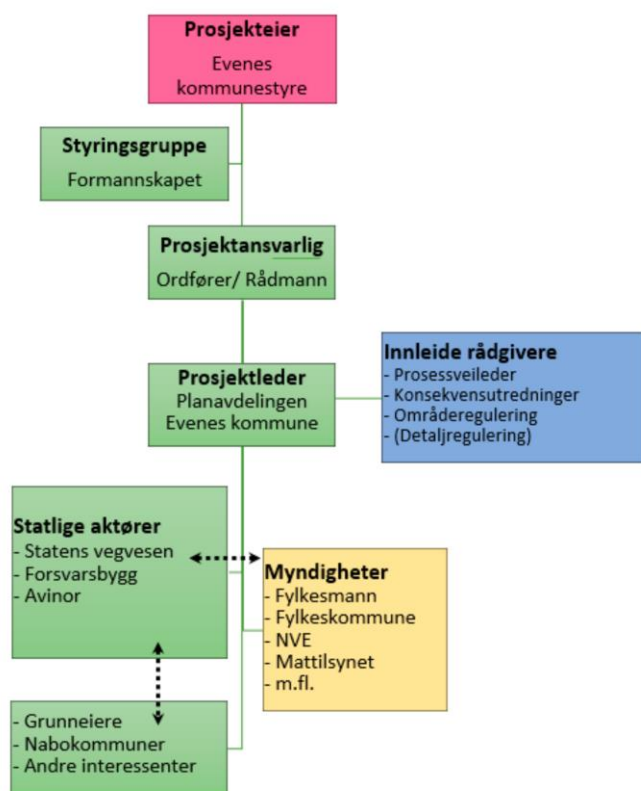 Prosjekteier
Evenes
kommunestyre
Styringsgruppe
Formannskapet
Prosjektansvarlig
Ordfører/ Rådmann
Prosjektleder
Planavdelingen
Evenes kommune
Innleide rådgivere
- Prosessveileder
- Konsekvensutredninger
- Områderegulering
- (Detaljregulering)
Statlige aktører
- Statens vegvesen
- Forsvarsbygg
- Avinor
Myndigheter
- Fylkesmann
- Fylkeskommune
- NVE
- Mattilsynet
- m.fl.
- Grunneiere
- Nabokommuner
- Andre interessenter